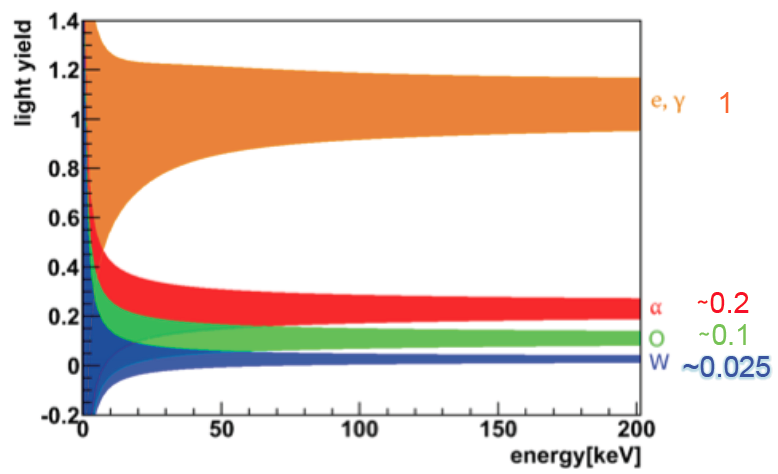 light yield
1.4
1.2
1
0.8
0.6
0.4
0.2
0
-0.2
e, γ 1
α ~0.2
O ~0.1
W ~0.025
0 50 100 150 200
energy[keV]